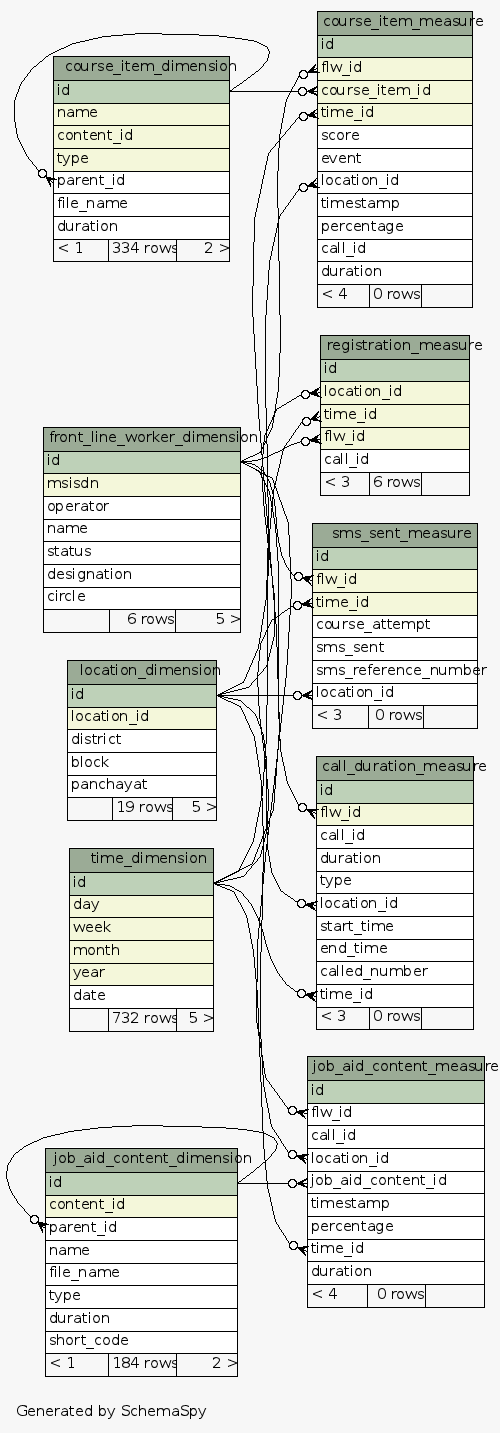 course_item_measure
id
flw_id
course_item_id
time_id
score
event
location_id
timestamp
percentage
call_id
duration
< 4 0 rows
course_item_dimension
id
name
content_id
type
parent_id
file_name
duration
< 1 334 rows 2 >
registration_measure
id
location_id
time_id
flw_id
call_id
< 3 6 rows
front_line_worker_dimension
id
msisdn
operator
name
status
designation
circle
6 rows 5 >
sms_sent_measure
id
flw_id
time_id
course_attempt
sms_sent
sms_reference_number
location_id
< 3 0 rows
location_dimension
id
location_id
district
block
panchayat
19 rows 5 >
call_duration_measure
id
flw_id
call_id
duration
type
location_id
start_time
end_time
called_number
time_id
< 3 0 rows
time_dimension
id
day
week
month
year
date
732 rows 5 >
job_aid_content_measure
id
flw_id
call_id
location_id
job_aid_content_id
timestamp
percentage
time_id
duration
< 4 0 rows
job_aid_content_dimension
id
content_id
parent_id
name
file_name
type
duration
short_code
< 1 184 rows 2 >
Generated by SchemaSpy